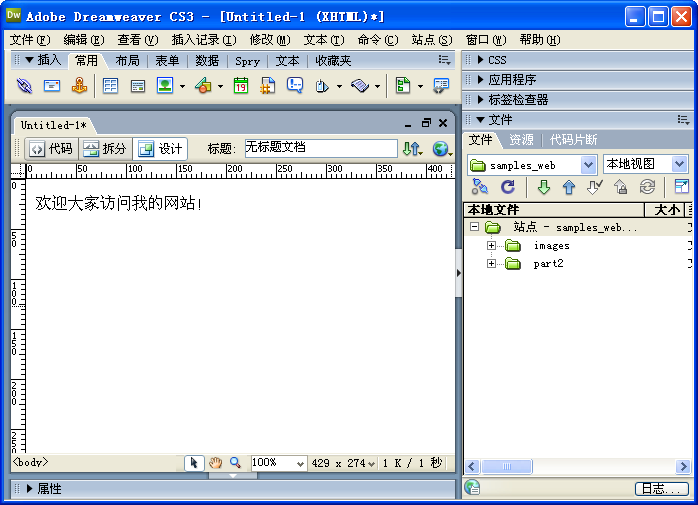 Adobe Dreamweaver CS3 - [Untitled-1 (XHTML)*]
文件(F) 编辑(E) 查看(V) 插入记录(I) 修改(M) 文本(T) 命令(C) 站点(S) 窗口(W) 帮助(H)
插入 常用 布局 表单 数据 Spry 文本 收藏夹
CSS
应用程序
标签检查器
文件
Untitled-1*
文件 资源 代码片断
代码 拆分 设计 标题: 无标题文档
samples_web 本地视图
0 50 100 150 200 250 300 350 400
本地文件 大小
0 50 100 150 200 250
欢迎大家访问我的网站!
站点 - samples_web...
images
part2
<body> 100% 429 x 274 1 K / 1 秒
属性
日志...